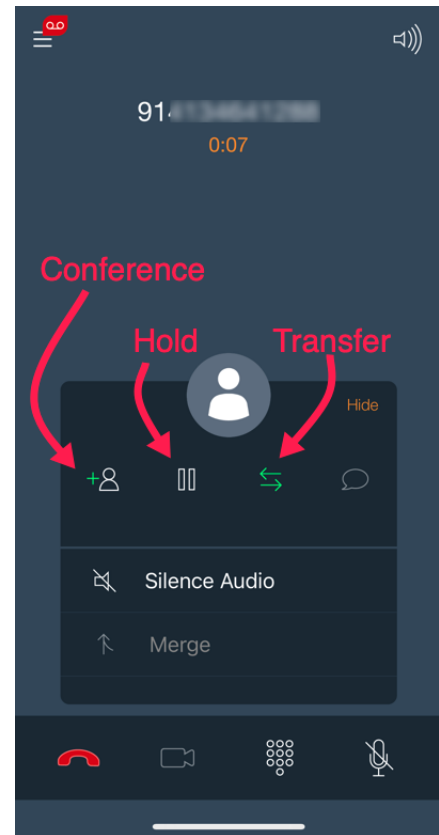 91
0:07
Conference
Hold Transfer
Hide
Silence Audio
Merge